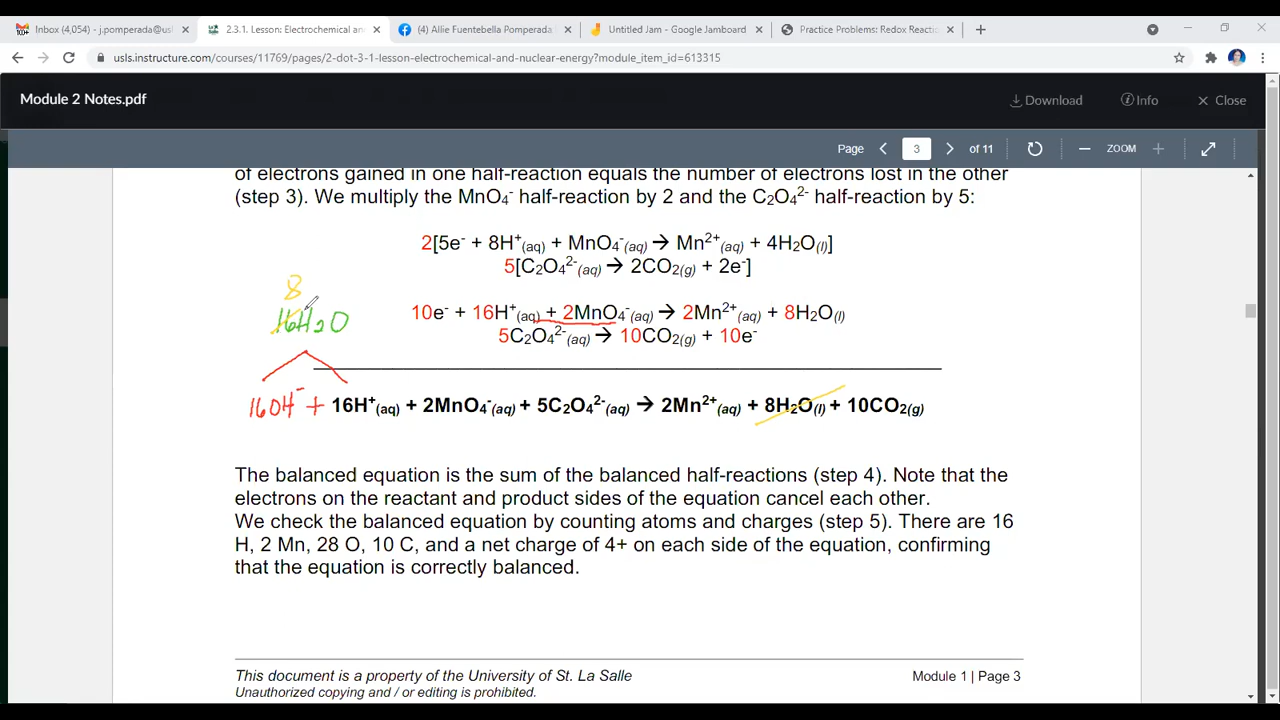 Inbox (4,054) - j.pomperada@us
2.3.1. Lesson: Electrochemical an
(4) Allie Fuentebella Pomperada
Untitled Jam - Google Jamboard
Practice Problems: Redox Reacti
usls.instructure.com/courses/11769/pages/2-dot-3-1-lesson-electrochemical-and-nuclear-energy?module_item_id=613315
Module 2 Notes.pdf
Download
Info
Close
Page 3 of 11
ZOOM
of electrons gained in one half-reaction equals the number of electrons lost in the other
(step 3). We multiply the MnO₄⁻ half-reaction by 2 and the C₂O₄²⁻ half-reaction by 5:
2[5e⁻ + 8H⁺(aq) + MnO₄⁻(aq) → Mn²⁺(aq) + 4H₂O(l)]
5[C₂O₄²⁻(aq) → 2CO₂(g) + 2e⁻]
8
16H₂O
10e⁻ + 16H⁺(aq) + 2MnO₄⁻(aq) → 2Mn²⁺(aq) + 8H₂O(l)
5C₂O₄²⁻(aq) → 10CO₂(g) + 10e⁻
16OH⁻ + 16H⁺(aq) + 2MnO₄⁻(aq) + 5C₂O₄²⁻(aq) → 2Mn²⁺(aq) + 8H₂O(l) + 10CO₂(g)
The balanced equation is the sum of the balanced half-reactions (step 4). Note that the
electrons on the reactant and product sides of the equation cancel each other.
We check the balanced equation by counting atoms and charges (step 5). There are 16
H, 2 Mn, 28 O, 10 C, and a net charge of 4+ on each side of the equation, confirming
that the equation is correctly balanced.
This document is a property of the University of St. La Salle
Module 1 | Page 3
Unauthorized copying and / or editing is prohibited.